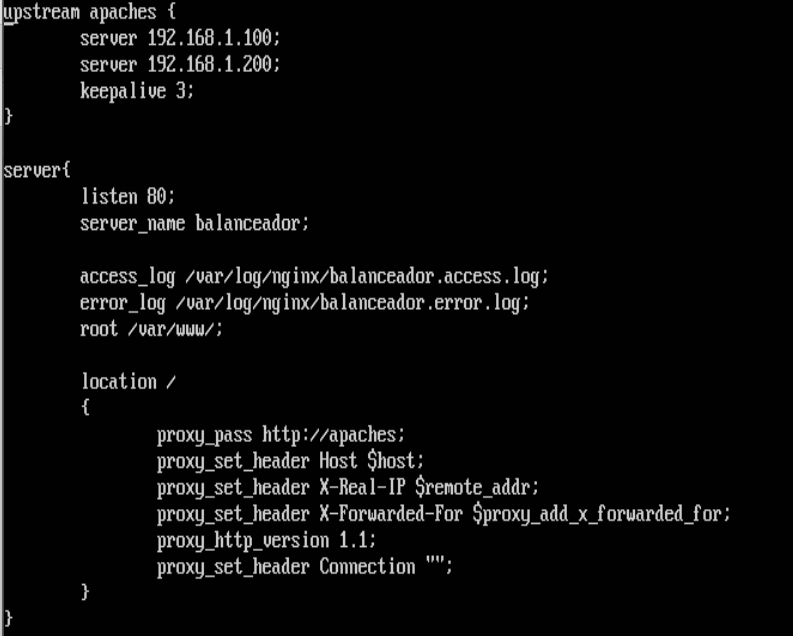 upstream apaches {
        server 192.168.1.100;
        server 192.168.1.200;
        keepalive 3;
}

server{
        listen 80;
        server_name balanceador;

        access_log /var/log/nginx/balanceador.access.log;
        error_log /var/log/nginx/balanceador.error.log;
        root /var/www/;

        location /
        {
                proxy_pass http://apaches;
                proxy_set_header Host $host;
                proxy_set_header X-Real-IP $remote_addr;
                proxy_set_header X-Forwarded-For $proxy_add_x_forwarded_for;
                proxy_http_version 1.1;
                proxy_set_header Connection "";
        }
}